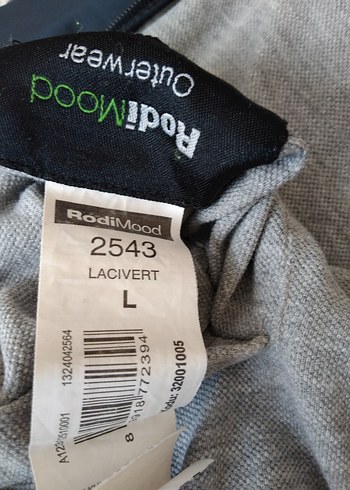 RodiMood
Outerwear
RodiMood
2543
LACIVERT
L
1324042564
32001005